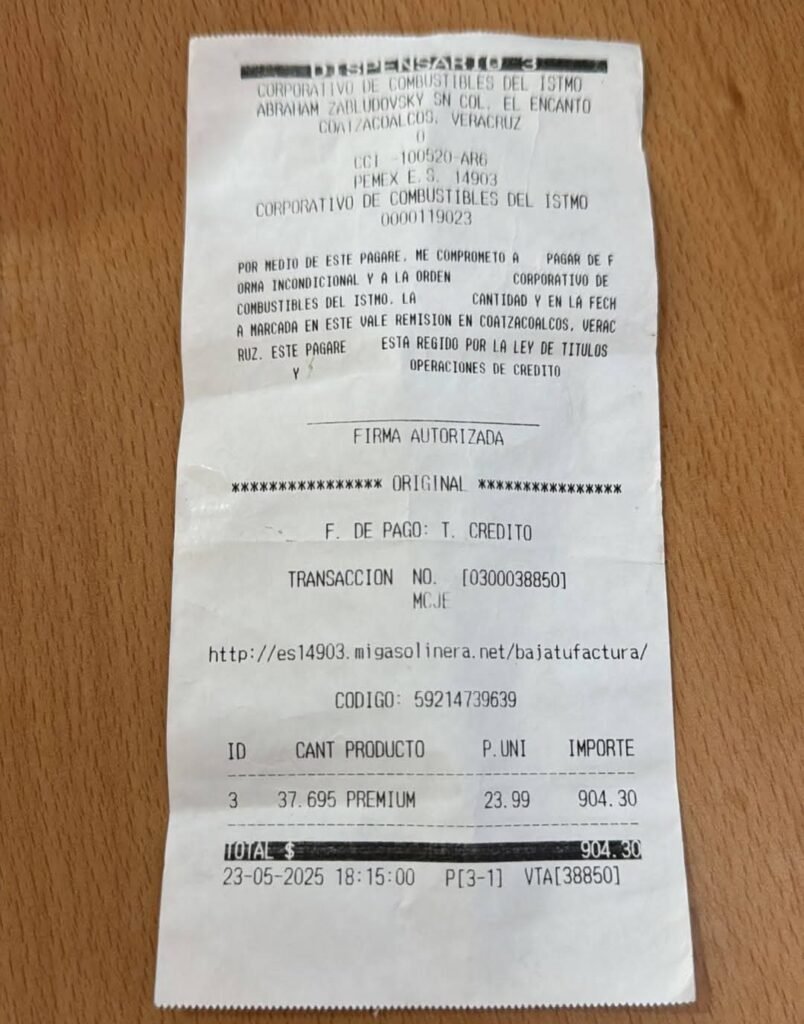 DISPENSARIO 3
CORPORATIVO DE COMBUSTIBLES DEL ISTMO
ABRAHAM ZABLUDOVSKY SN COL. EL ENCANTO
COATZACOALCOS, VERACRUZ
0
CCI -100520-AR6
PEMEX E.S. 14903
CORPORATIVO DE COMBUSTIBLES DEL ISTMO
0000119023
POR MEDIO DE ESTE PAGARE, ME COMPROMETO A PAGAR DE F
ORMA INCONDICIONAL Y A LA ORDEN CORPORATIVO DE
COMBUSTIBLES DEL ISTMO. LA CANTIDAD Y EN LA FECH
A MARCADA EN ESTE VALE REMISION EN COATZACOALCOS, VERAC
RUZ. ESTE PAGARE ESTA REGIDO POR LA LEY DE TITULOS
Y OPERACIONES DE CREDITO
FIRMA AUTORIZADA
**************** ORIGINAL ****************
F. DE PAGO: T. CREDITO
TRANSACCION NO. [0300038850]
MCJE
http://es14903.migasolinera.net/bajatufactura/
CODIGO: 59214739639
ID CANT PRODUCTO P.UNI IMPORTE
3 37.695 PREMIUM 23.99 904.30
TOTAL $ 904.30
23-05-2025 18:15:00 P[3-1] VTA[38850]